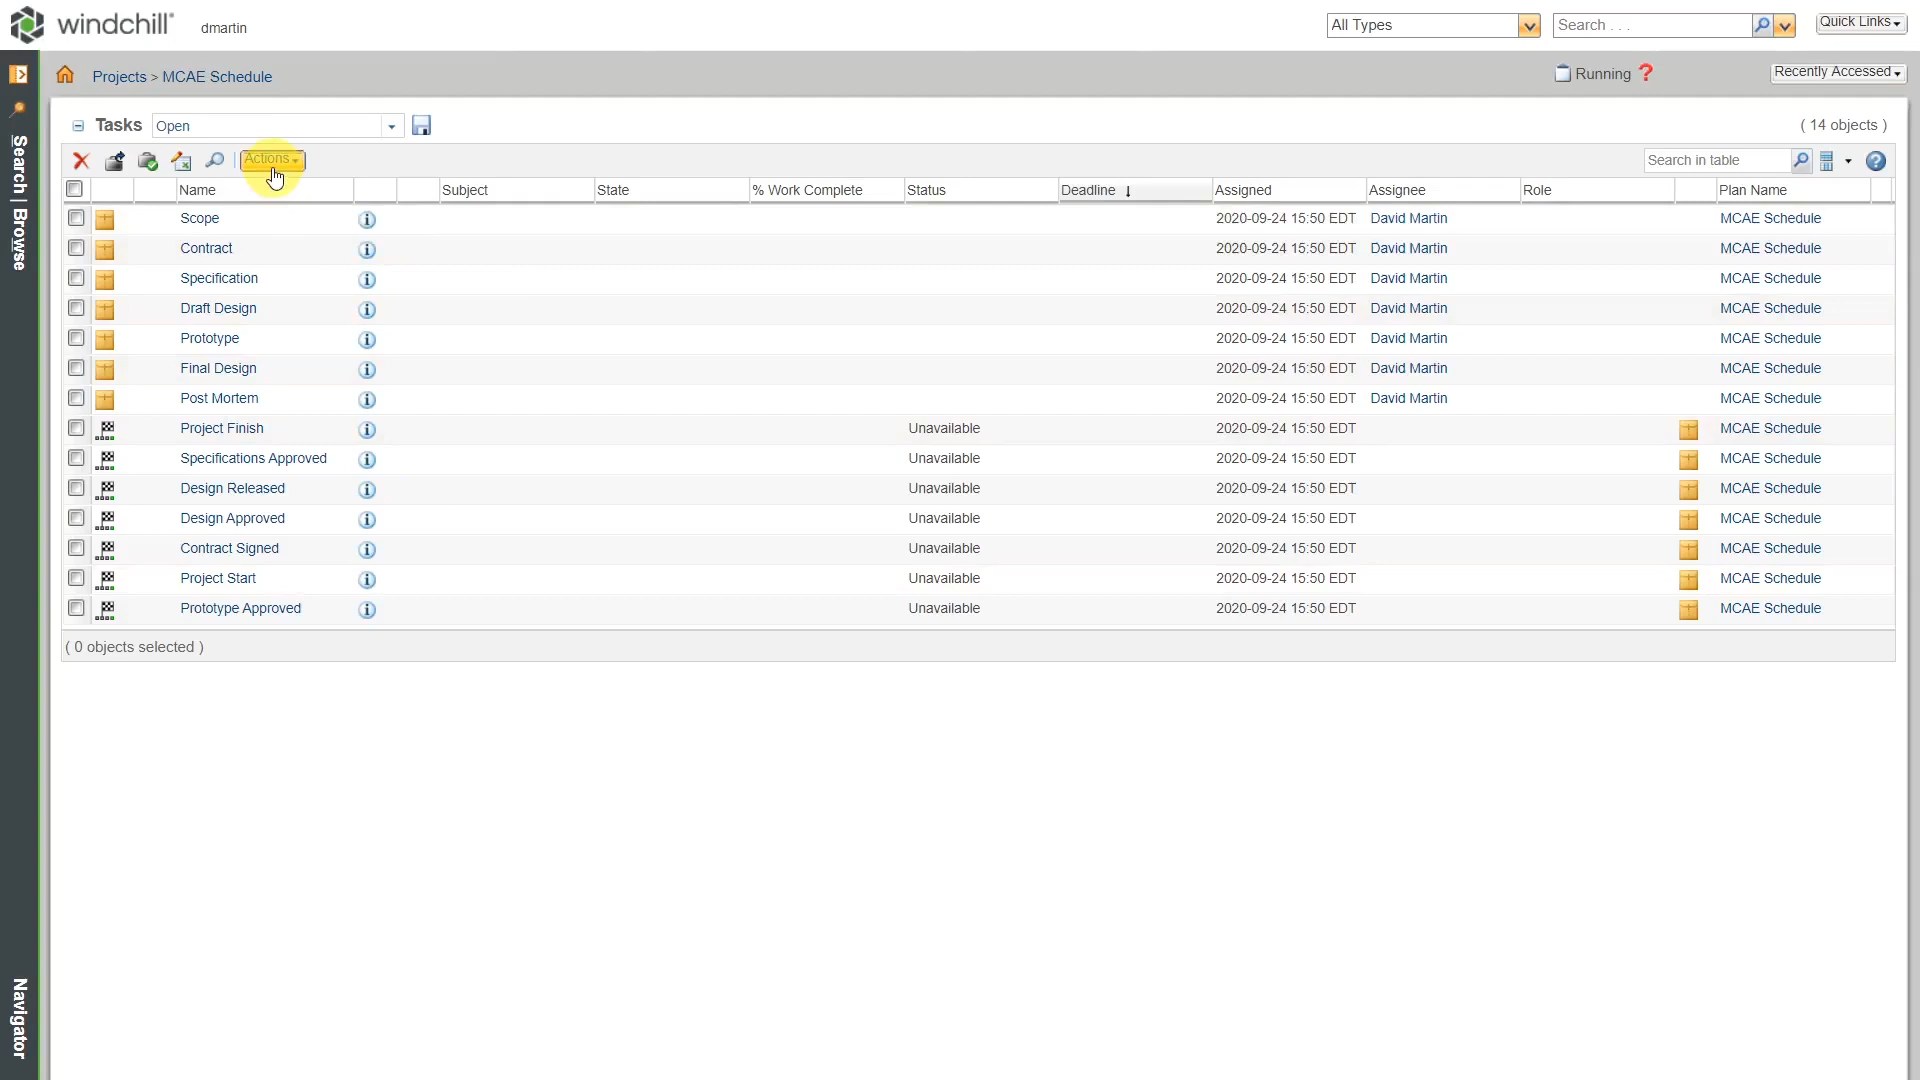 windchill® dmartin All Types Search . . . Quick Links
Projects > MCAE Schedule Running ? Recently Accessed
Tasks Open ( 14 objects )
Actions Search in table ?
Name Subject State % Work Complete Status Deadline ↓ Assigned Assignee Role Plan Name
Scope 2020-09-24 15:50 EDT David Martin MCAE Schedule
Contract 2020-09-24 15:50 EDT David Martin MCAE Schedule
Specification 2020-09-24 15:50 EDT David Martin MCAE Schedule
Draft Design 2020-09-24 15:50 EDT David Martin MCAE Schedule
Prototype 2020-09-24 15:50 EDT David Martin MCAE Schedule
Final Design 2020-09-24 15:50 EDT David Martin MCAE Schedule
Post Mortem 2020-09-24 15:50 EDT David Martin MCAE Schedule
Project Finish Unavailable 2020-09-24 15:50 EDT MCAE Schedule
Specifications Approved Unavailable 2020-09-24 15:50 EDT MCAE Schedule
Design Released Unavailable 2020-09-24 15:50 EDT MCAE Schedule
Design Approved Unavailable 2020-09-24 15:50 EDT MCAE Schedule
Contract Signed Unavailable 2020-09-24 15:50 EDT MCAE Schedule
Project Start Unavailable 2020-09-24 15:50 EDT MCAE Schedule
Prototype Approved Unavailable 2020-09-24 15:50 EDT MCAE Schedule
( 0 objects selected )
Search | Browse
Navigator